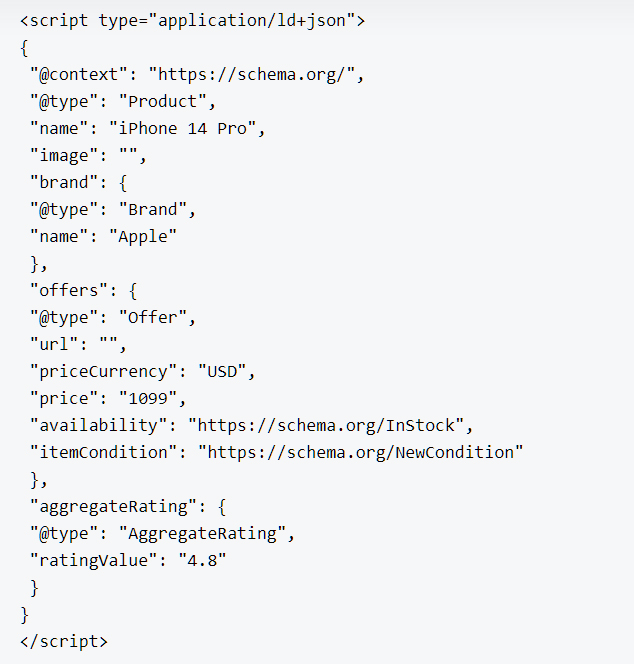 <script type="application/ld+json">
{
"@context": "https://schema.org/",
"@type": "Product",
"name": "iPhone 14 Pro",
"image": "",
"brand": {
"@type": "Brand",
"name": "Apple"
},
"offers": {
"@type": "Offer",
"url": "",
"priceCurrency": "USD",
"price": "1099",
"availability": "https://schema.org/InStock",
"itemCondition": "https://schema.org/NewCondition"
},
"aggregateRating": {
"@type": "AggregateRating",
"ratingValue": "4.8"
}
}
</script>